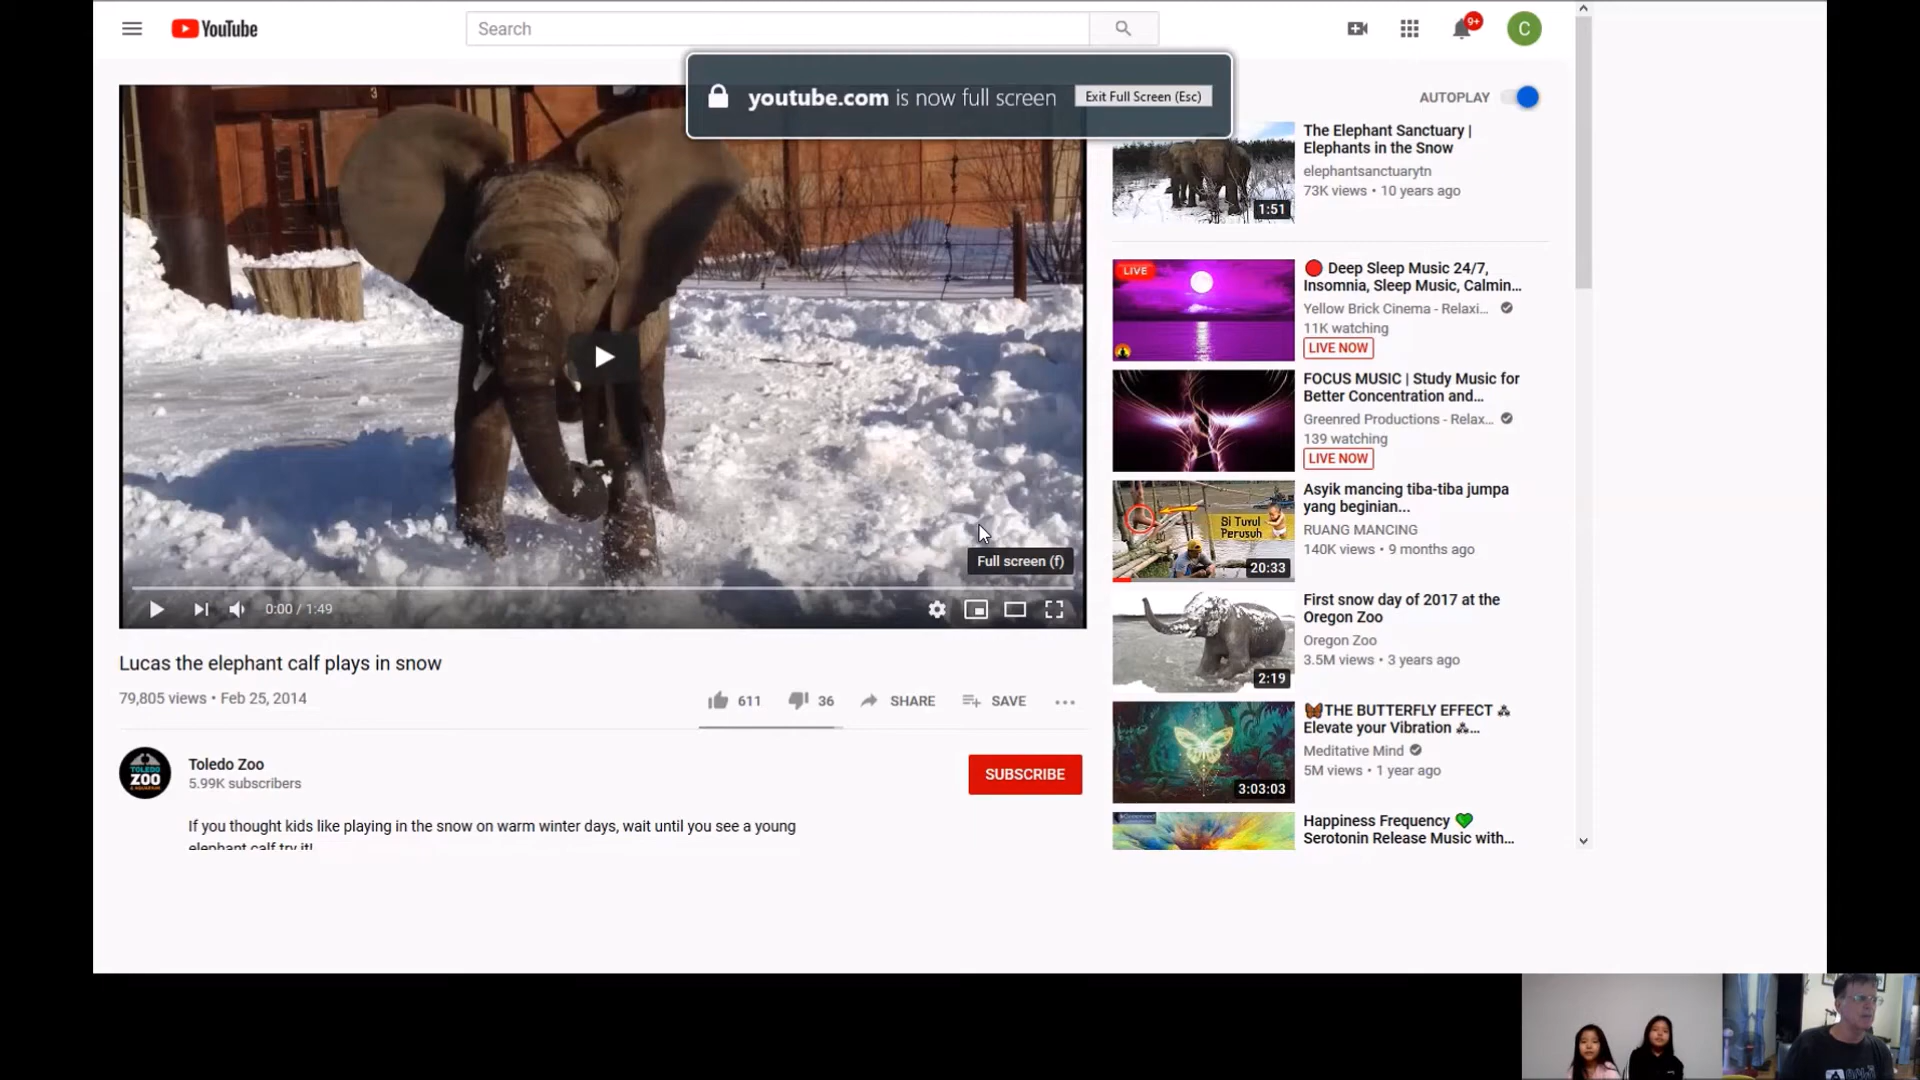 YouTube
Search
9+
C
youtube.com is now full screen
Exit Full Screen (Esc)
AUTOPLAY
3
Full screen (f)
0:00 / 1:49
Lucas the elephant calf plays in snow
79,805 views • Feb 25, 2014
611
36
SHARE
SAVE
TOLEDO
ZOO
Toledo Zoo
5.99K subscribers
SUBSCRIBE
If you thought kids like playing in the snow on warm winter days, wait until you see a young
elephant calf try it!
1:51
The Elephant Sanctuary |
Elephants in the Snow
elephantsanctuarytn
73K views • 10 years ago
LIVE
Deep Sleep Music 24/7,
Insomnia, Sleep Music, Calmin...
Yellow Brick Cinema - Relaxi...
11K watching
LIVE NOW
FOCUS MUSIC | Study Music for
Better Concentration and...
Greenred Productions - Relax...
139 watching
LIVE NOW
Si Tuyul
Perusuh
20:33
Asyik mancing tiba-tiba jumpa
yang beginian...
RUANG MANCING
140K views • 9 months ago
2:19
First snow day of 2017 at the
Oregon Zoo
Oregon Zoo
3.5M views • 3 years ago
3:03:03
THE BUTTERFLY EFFECT
Elevate your Vibration ...
Meditative Mind
5M views • 1 year ago
Happiness Frequency
Serotonin Release Music with...